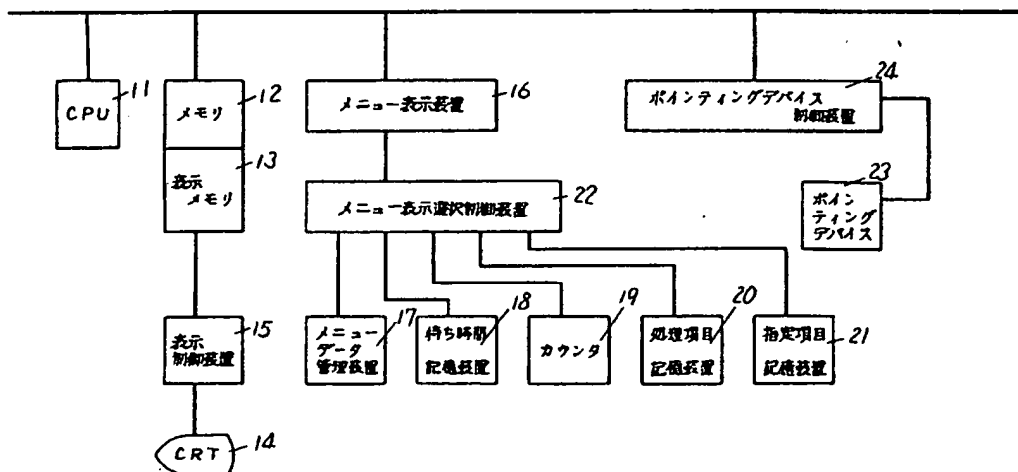 11
CPU
12
メモリ
13
表示
メモリ
16
メニュー表示装置
24
ポインティングデバイス
制御装置
23
ポイン
ティング
デバイス
22
メニュー表示選択制御装置
15
表示
制御装置
17
メニュー
データ
管理装置
18
待ち時間
記憶装置
19
カウンタ
20
処理項目
記憶装置
21
指定項目
記憶装置
14
CRT